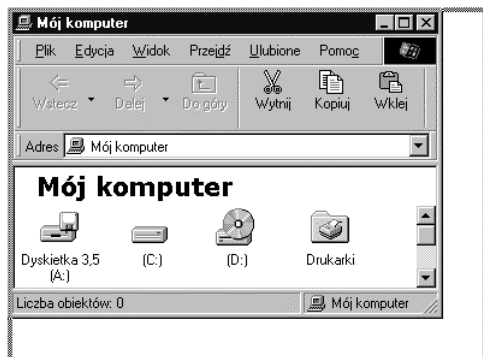 Mój komputer
Plik Edycja Widok Przejdź Ulubione Pomoc
Wstecz Dalej Do góry Wytnij Kopiuj Wklej
Adres Mój komputer
Mój komputer
Dyskietka 3,5 (A:) (C:) (D:) Drukarki
Liczba obiektów: 0 Mój komputer